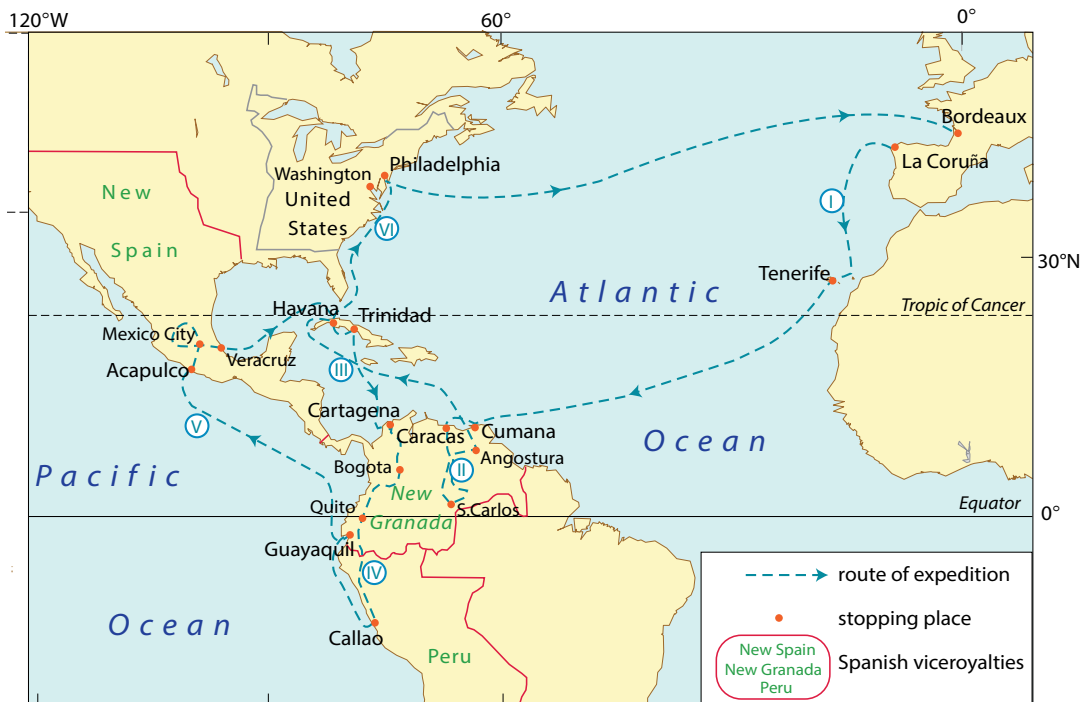 120°W
60°
0°
Bordeaux
La Coruña
Philadelphia
Washington
United
States
New
Spain
I
VI
30°N
Tenerife
Atlantic
Tropic of Cancer
Havana
Trinidad
Mexico City
Veracruz
Acapulco
III
Cartagena
Caracas
Cumana
V
Ocean
Angostura
Bogota
II
Pacific
New
Granada
Quito
S.Carlos
Equator
0°
Guayaquil
IV
Ocean
Callao
Peru
route of expedition
stopping place
New Spain
New Granada
Peru
Spanish viceroyalties